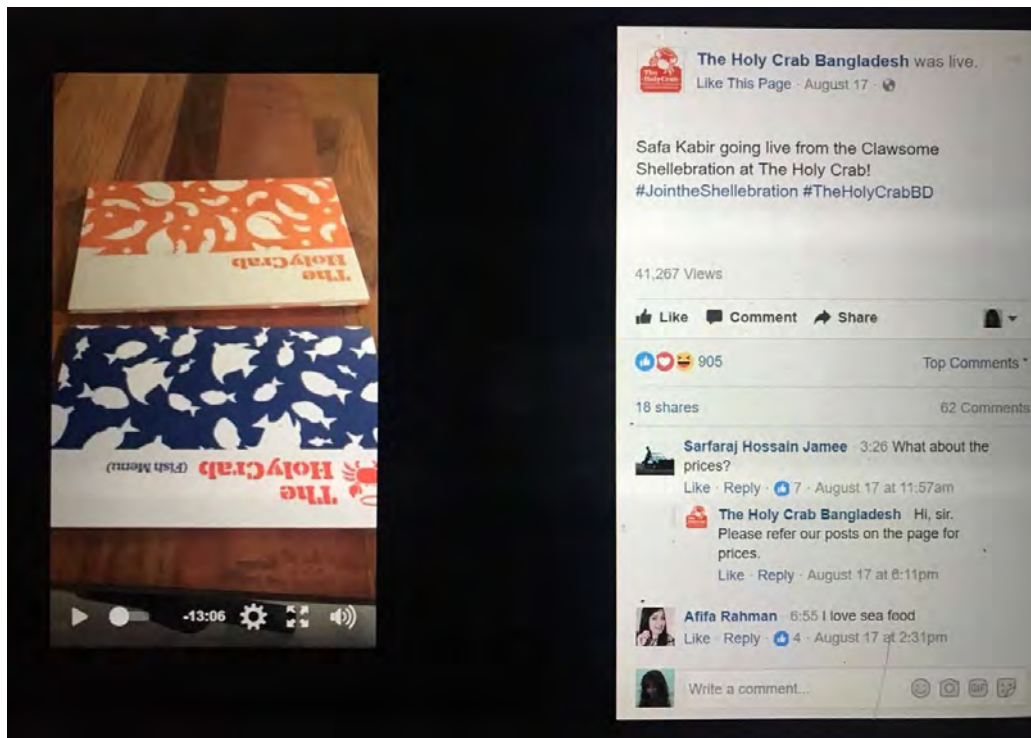 The
HolyCrab
The
HolyCrab (Fish Menu)
-13:06
The
HolyCrab
The Holy Crab Bangladesh was live.
Like This Page · August 17 ·
Safa Kabir going live from the Clawsome
Shellebration at The Holy Crab!
#JointheShellebration #TheHolyCrabBD
41,267 Views
Like Comment Share
905 Top Comments
18 shares 62 Comments
Sarfaraj Hossain Jamee · 3:26 What about the
prices?
Like · Reply · 7 · August 17 at 11:57am
The Holy Crab Bangladesh Hi, sir.
Please refer our posts on the page for
prices.
Like · Reply · August 17 at 6:11pm
Afifa Rahman · 6:55 I love sea food
Like · Reply · 4 · August 17 at 2:31pm
Write a comment...
GIF